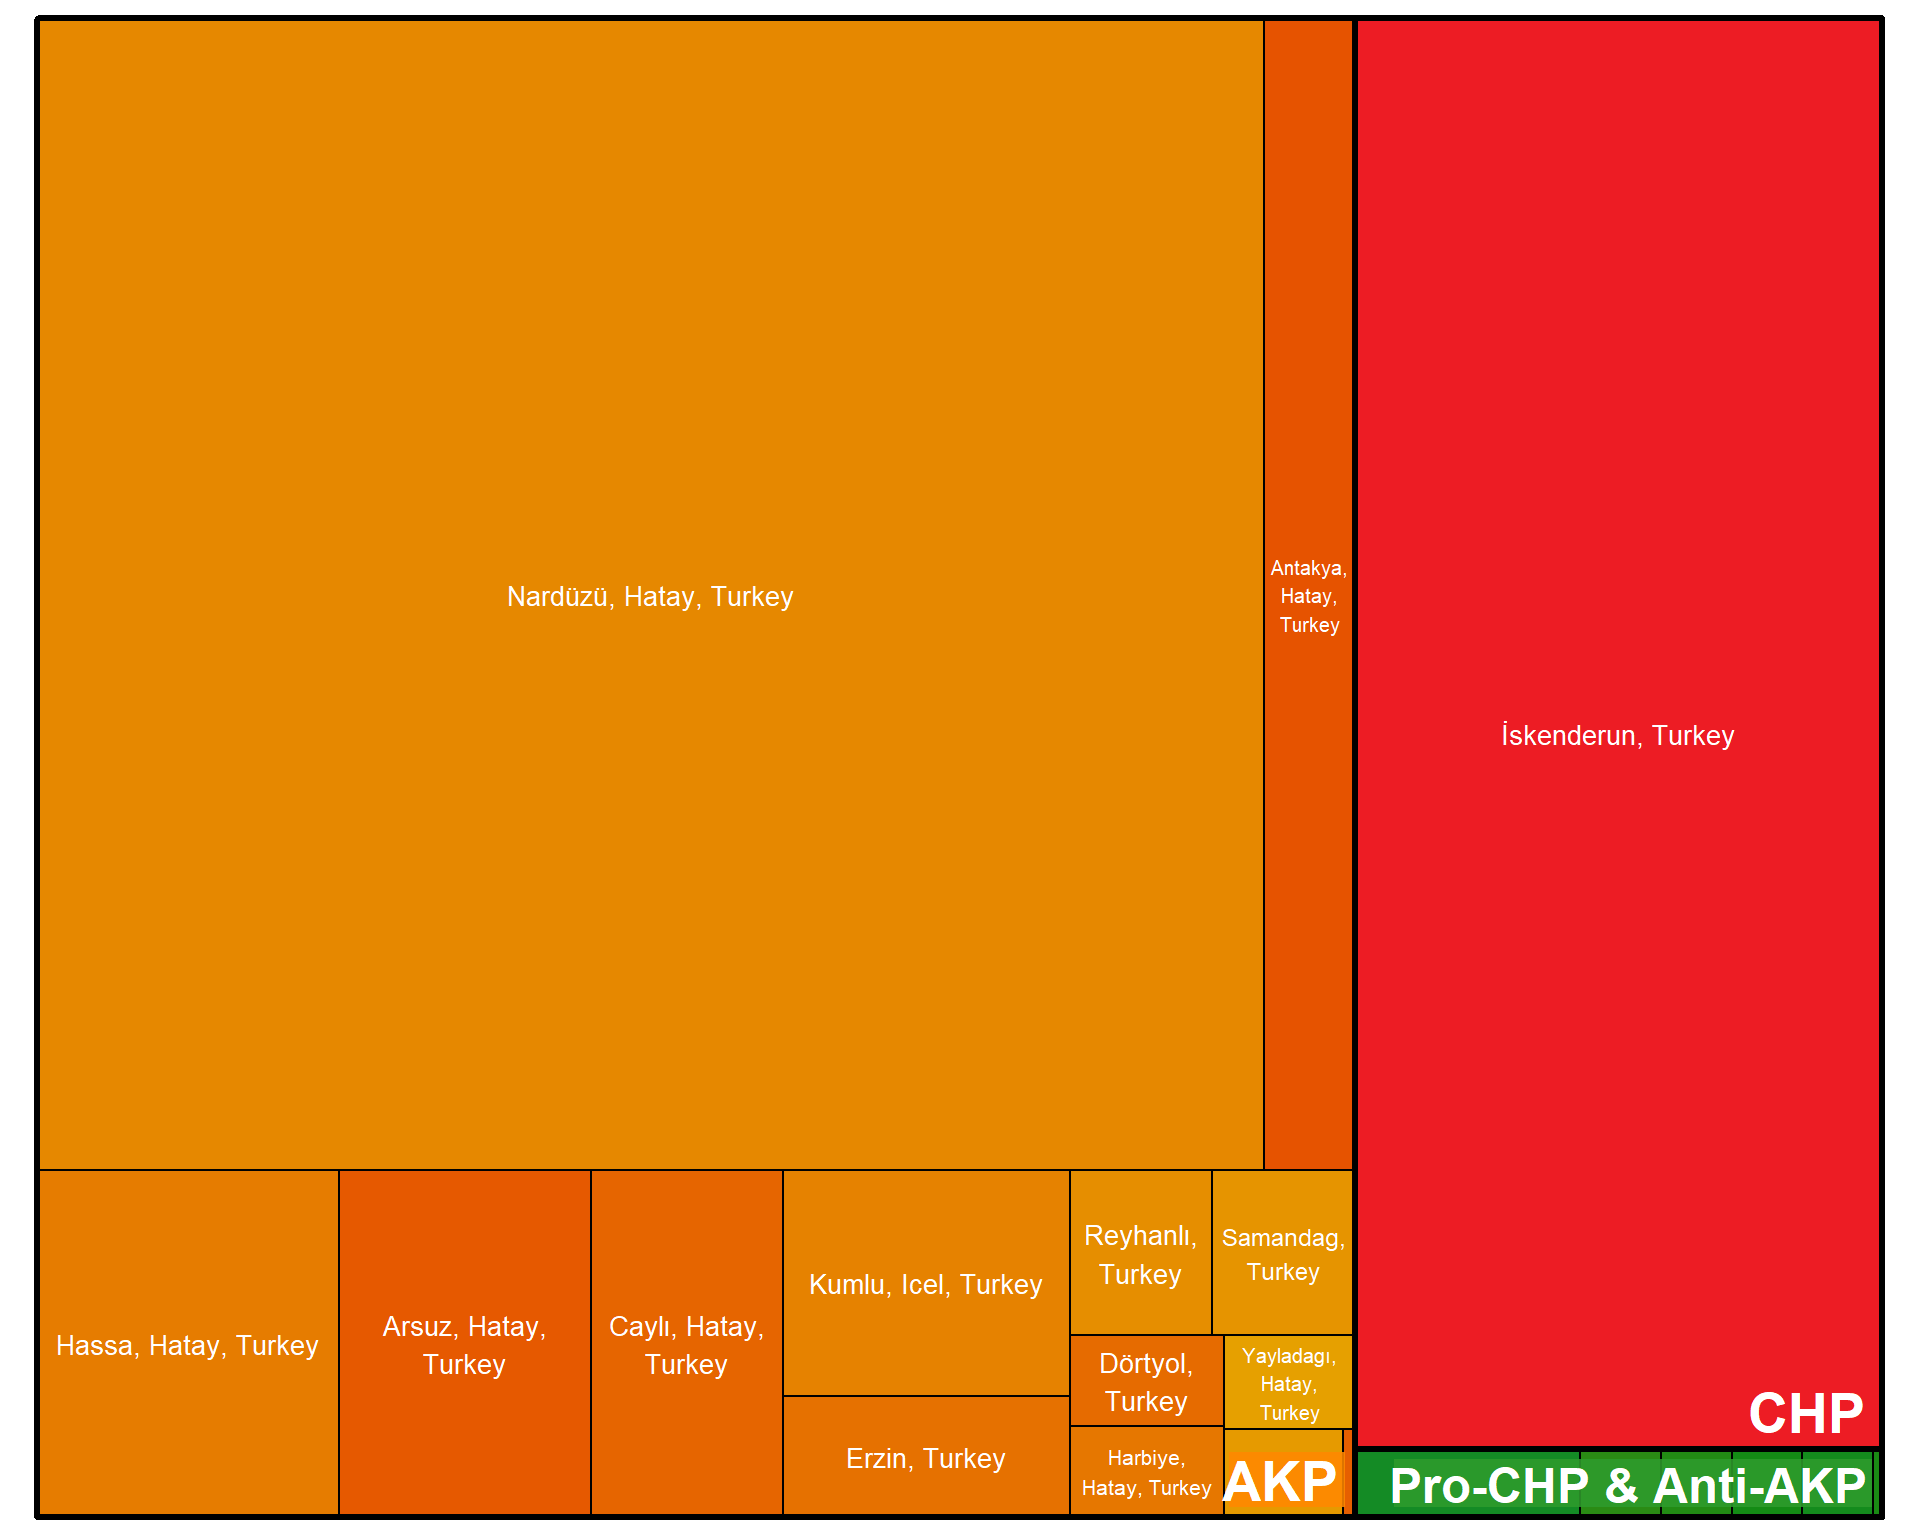 Nardüzü, Hatay, Turkey
Antakya,
Hatay,
Turkey
İskenderun, Turkey
Hassa, Hatay, Turkey
Arsuz, Hatay,
Turkey
Caylı, Hatay,
Turkey
Kumlu, Icel, Turkey
Erzin, Turkey
Reyhanlı,
Turkey
Samandag,
Turkey
Dörtyol,
Turkey
Yayladagı,
Hatay,
Turkey
Harbiye,
Hatay, Turkey
AKP
CHP
Pro-CHP & Anti-AKP